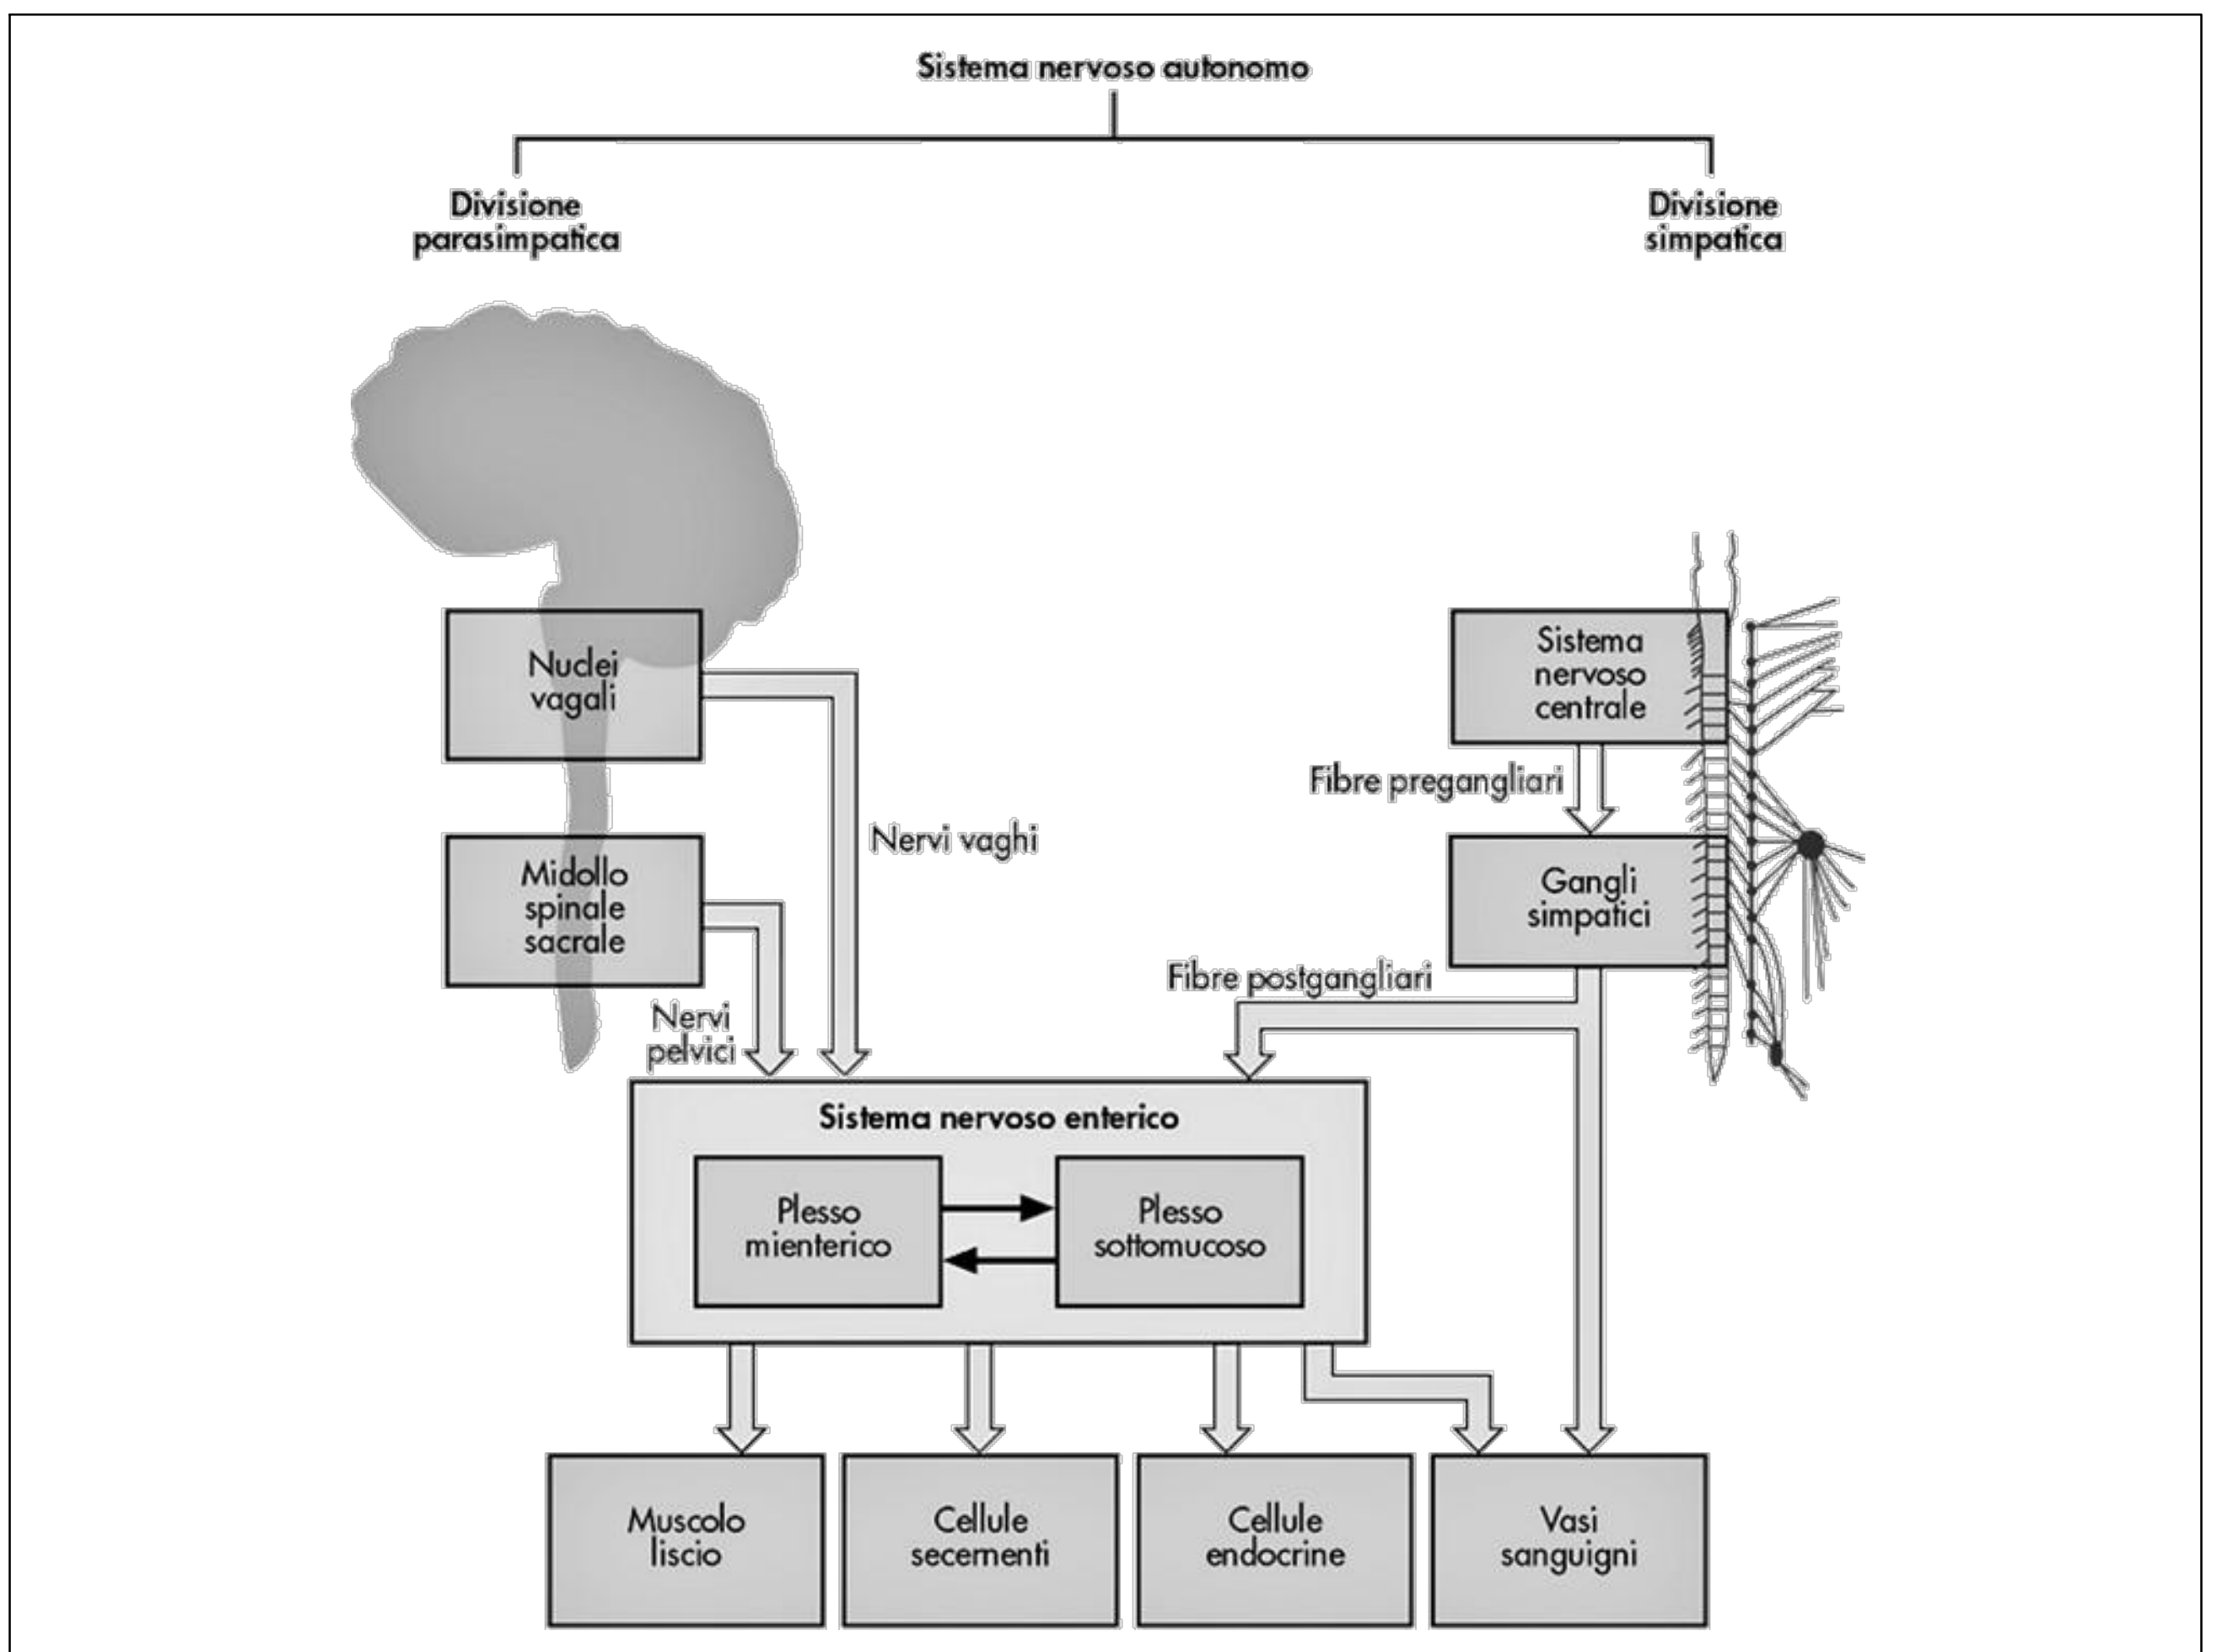 Sistema nervoso autonomo
Divisione
parasimpatica
Divisione
simpatica
Nuclei
vagali
Sistema
nervoso
centrale
Fibre pregangliari
Nervi vaghi
Midollo
spinale
sacrale
Gangli
simpatici
Fibre postgangliari
Nervi
pelvici
Sistema nervoso enterico
Plesso
mienterico
Plesso
sottomucoso
Muscolo
liscio
Cellule
secernenti
Cellule
endocrine
Vasi
sanguigni